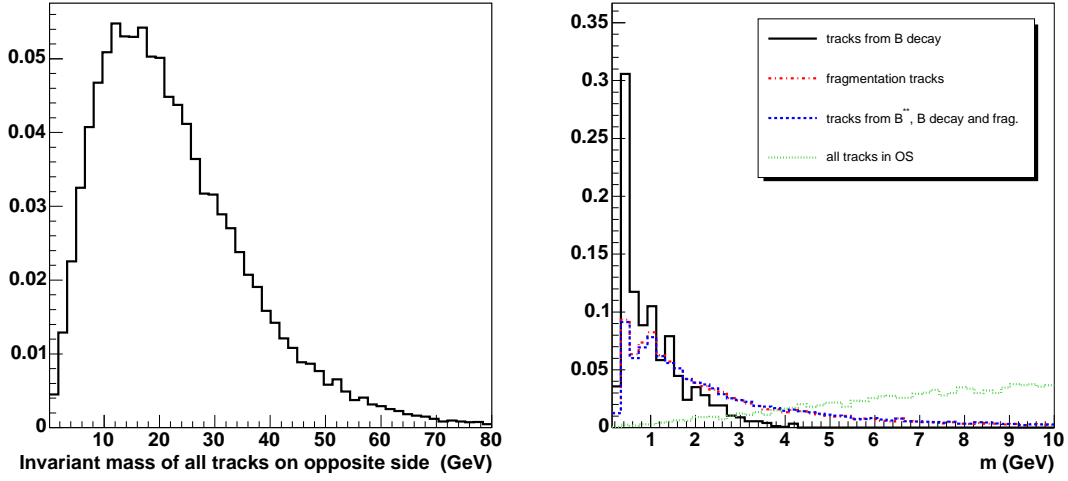 0.05
0.04
0.03
0.02
0.01
0
10 20 30 40 50 60 70 80
Invariant mass of all tracks on opposite side (GeV)
0.35
0.3
0.25
0.2
0.15
0.1
0.05
0
1 2 3 4 5 6 7 8 9 10
m (GeV)
tracks from B decay
fragmentation tracks
tracks from B**, B decay and frag.
all tracks in OS